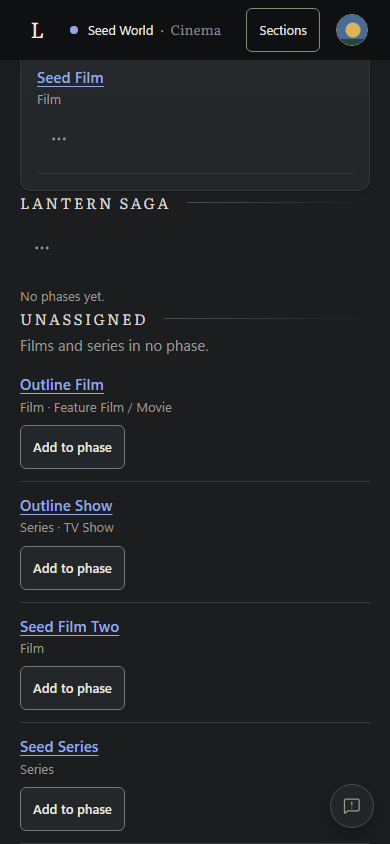 L
Seed World · Cinema
Sections
Seed Film
Film
...
LANTERN SAGA
...
No phases yet.
UNASSIGNED
Films and series in no phase.
Outline Film
Film · Feature Film / Movie
Add to phase
Outline Show
Series · TV Show
Add to phase
Seed Film Two
Film
Add to phase
Seed Series
Series
Add to phase